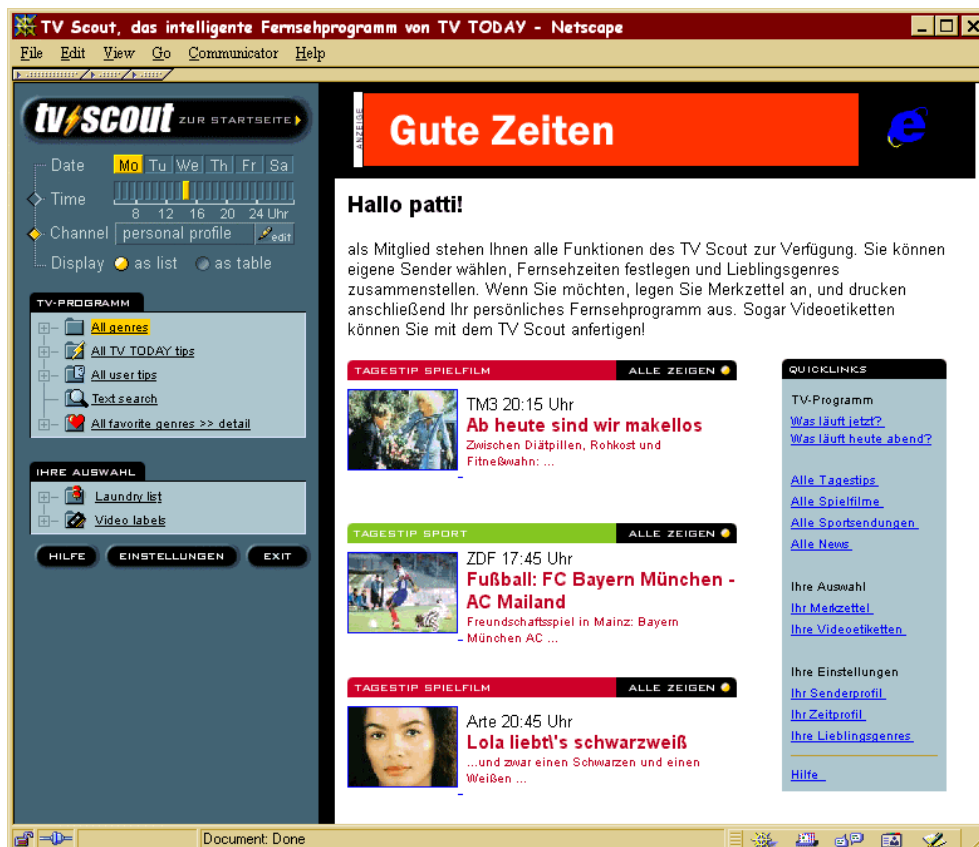 TV Scout, das intelligente Fernsehprogramm von TV TODAY - Netscape
File Edit View Go Communicator Help
tv scout ZUR STARTSEITE
Date Mo Tu We Th Fr Sa
Time
8 12 16 20 24 Uhr
Channel personal profile edit
Display as list as table
TV-PROGRAMM
All genres
All TV TODAY tips
All user tips
Text search
All favorite genres >> detail
IHRE AUSWAHL
Laundry list
Video labels
HILFE EINSTELLUNGEN EXIT
ANZEIGE
Gute Zeiten
Hallo patti!
als Mitglied stehen Ihnen alle Funktionen des TV Scout zur Verfügung. Sie können
eigene Sender wählen, Fernsehzeiten festlegen und Lieblingsgenres
zusammenstellen. Wenn Sie möchten, legen Sie Merkzettel an, und drucken
anschließend Ihr persönliches Fernsehprogramm aus. Sogar Videoetiketten
können Sie mit dem TV Scout anfertigen!
TAGESTIP SPIELFILM ALLE ZEIGEN
TM3 20:15 Uhr
Ab heute sind wir makellos
Zwischen Diätpillen, Rohkost und
Fitneßwahn: ...
TAGESTIP SPORT ALLE ZEIGEN
ZDF 17:45 Uhr
Fußball: FC Bayern München -
AC Mailand
Freundschaftsspiel in Mainz: Bayern
München AC ...
TAGESTIP SPIELFILM ALLE ZEIGEN
Arte 20:45 Uhr
Lola liebt\'s schwarzweiß
...und zwar einen Schwarzen und einen
Weißen ...
QUICKLINKS
TV-Programm
Was läuft jetzt?
Was läuft heute abend?
Alle Tagestips
Alle Spielfilme
Alle Sportsendungen
Alle News
Ihre Auswahl
Ihr Merkzettel
Ihre Videoetiketten
Ihre Einstellungen
Ihr Senderprofil
Ihr Zeitprofil
Ihre Lieblingsgenres
Hilfe
Document: Done